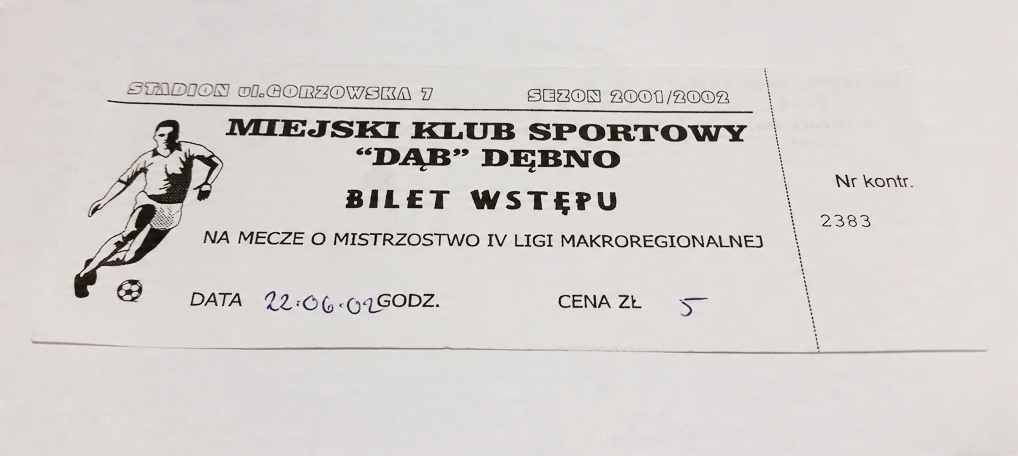 STADION ul.GORZOWSKA 7 SEZON 2001/2002
MIEJSKI KLUB SPORTOWY
“DĄB” DĘBNO
BILET WSTĘPU
NA MECZE O MISTRZOSTWO IV LIGI MAKROREGIONALNEJ
DATA 22.06.02 GODZ. CENA ZŁ 5
Nr kontr.
2383